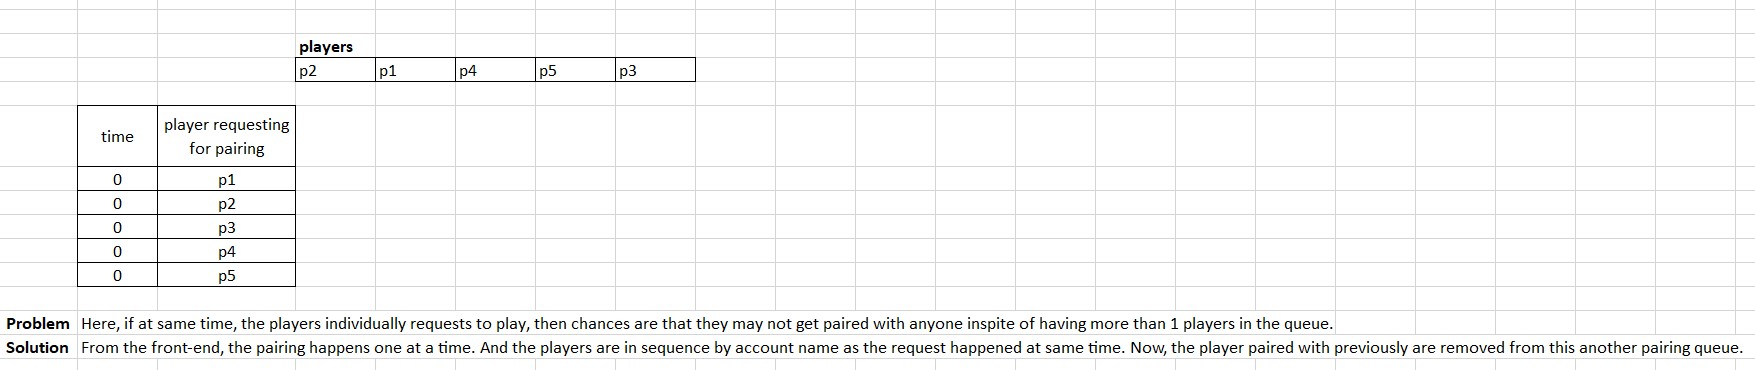 players
p2 p1 p4 p5 p3
time player requesting
for pairing
0 p1
0 p2
0 p3
0 p4
0 p5
Problem Here, if at same time, the players individually requests to play, then chances are that they may not get paired with anyone inspite of having more than 1 players in the queue.
Solution From the front-end, the pairing happens one at a time. And the players are in sequence by account name as the request happened at same time. Now, the player paired with previously are removed from this another pairing queue.